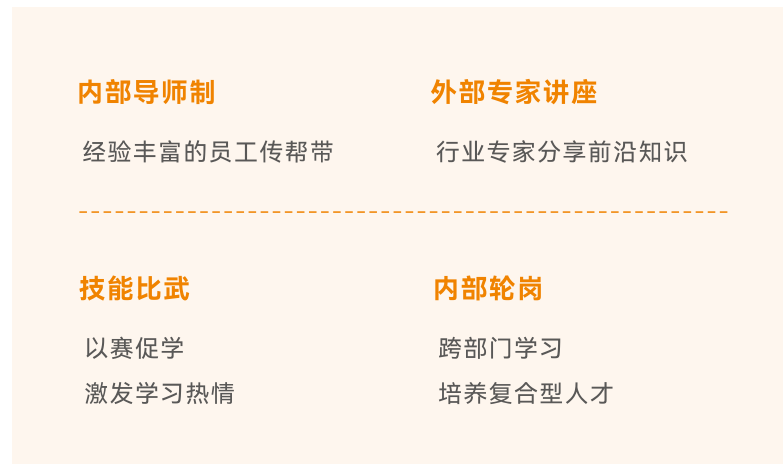 内部导师制
经验丰富的员工传帮带
外部专家讲座
行业专家分享前沿知识
技能比武
以赛促学
激发学习热情
内部轮岗
跨部门学习
培养复合型人才